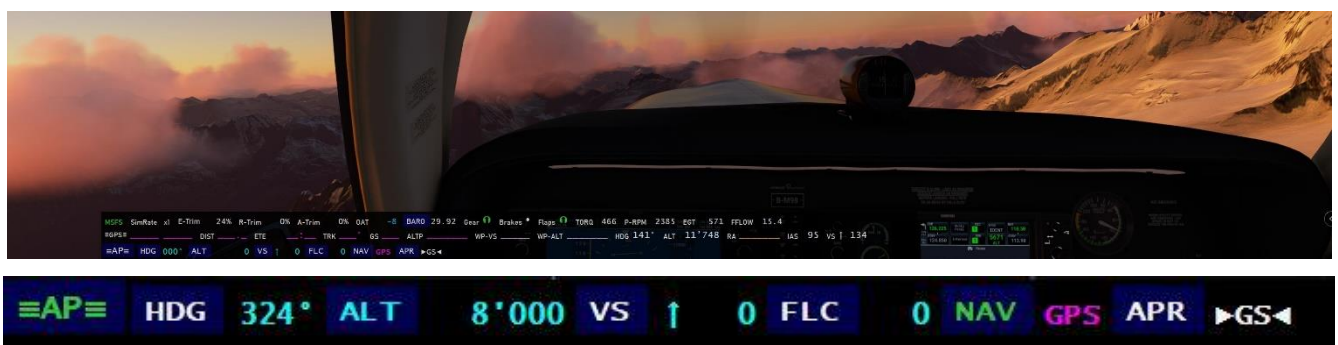 MSFS SimRate x1 E-Trim 24% R-Trim 0% A-Trim 0% OAT -8 BARO 29.92 Gear Brakes Flaps TORQ 466 P-RPM 2385 EGT 571 FFLOW 15.4
≡GPS≡ DIST ETE TRK GS ALTP WP-VS WP-ALT HDG 141° ALT 11'748 RA IAS 95 VS 134
≡AP≡ HDG 000° ALT 0 VS ↑ 0 FLC 0 NAV GPS APR ►GS◄
≡AP≡ HDG 324° ALT 8'000 VS ↑ 0 FLC 0 NAV GPS APR ►GS◄